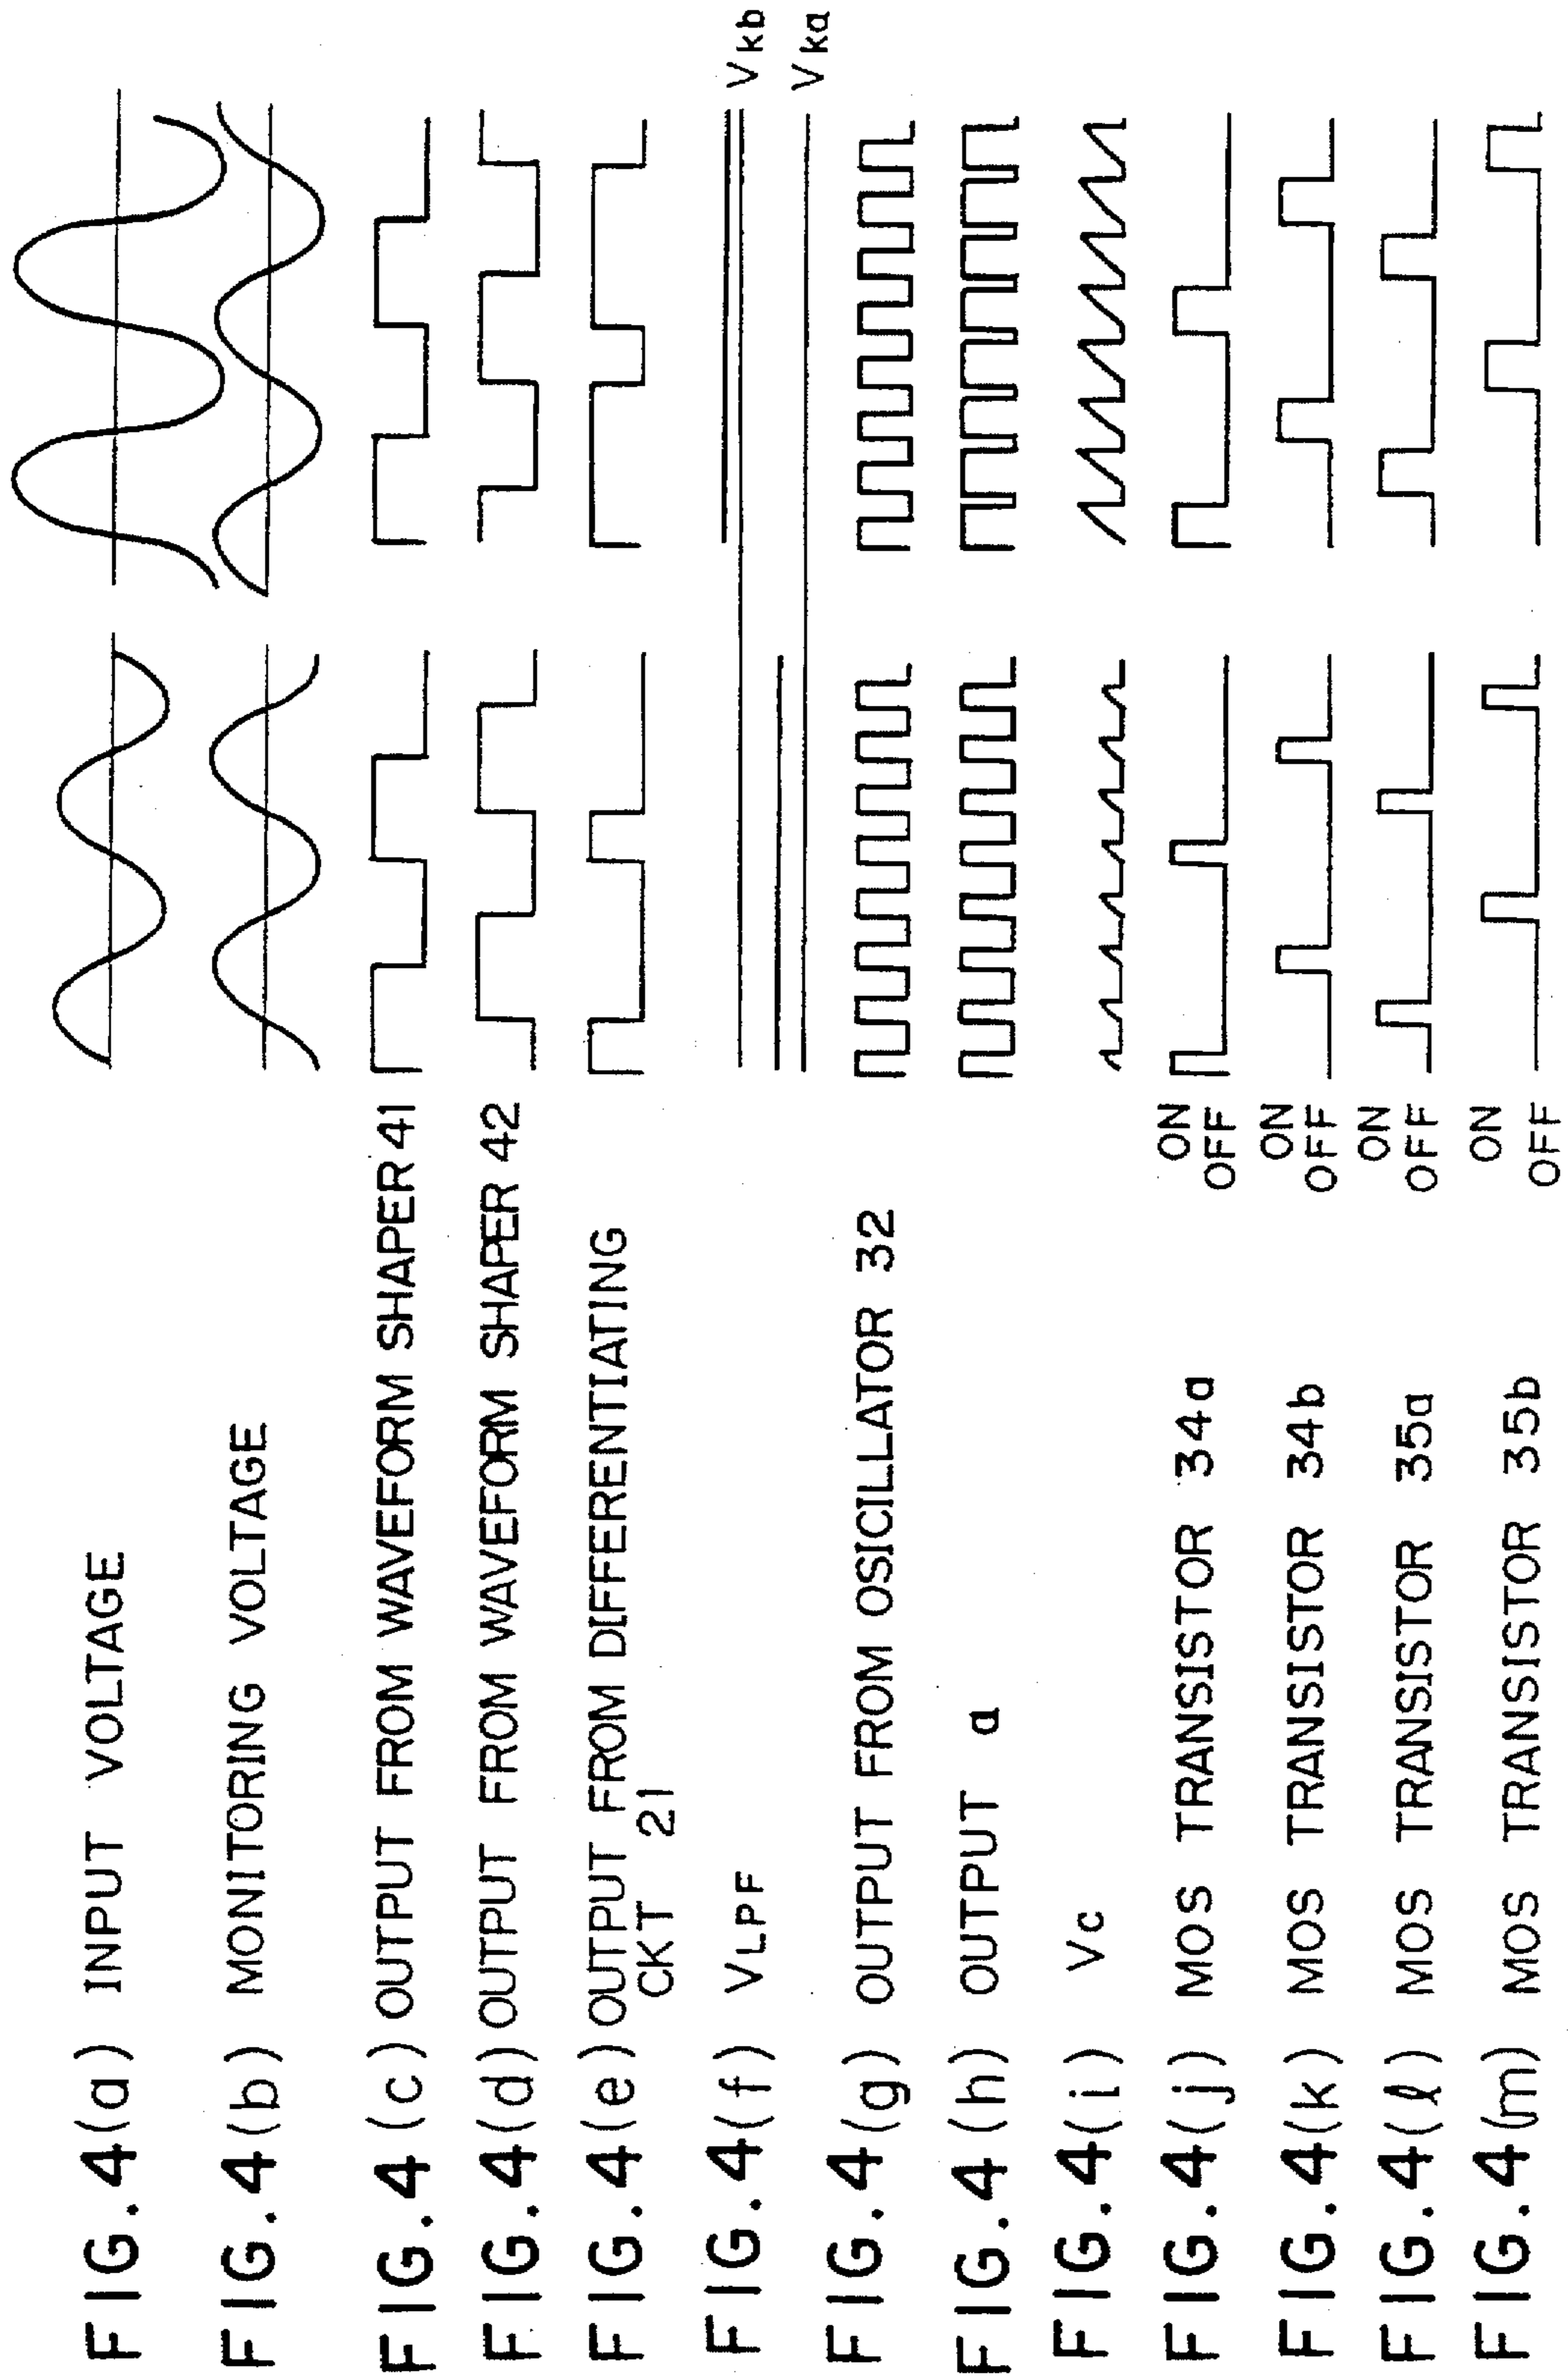 FIG.4(a) INPUT VOLTAGE
FIG.4(b) MONITORING VOLTAGE
FIG.4(c) OUTPUT FROM WAVEFORM SHAPER 41
FIG.4(d) OUTPUT FROM WAVEFORM SHAPER 42
FIG.4(e) OUTPUT FROM DIFFERENTIATING
CKT 21
FIG.4(f) VLPF
Vkb
Vka
FIG.4(g) OUTPUT FROM OSICILLATOR 32
FIG.4(h) OUTPUT a
FIG.4(i) Vc
FIG.4(j) MOS TRANSISTOR 34a
ON
OFF
FIG.4(k) MOS TRANSISTOR 34b
ON
OFF
FIG.4(ℓ) MOS TRANSISTOR 35a
ON
OFF
FIG.4(m) MOS TRANSISTOR 35b
ON
OFF